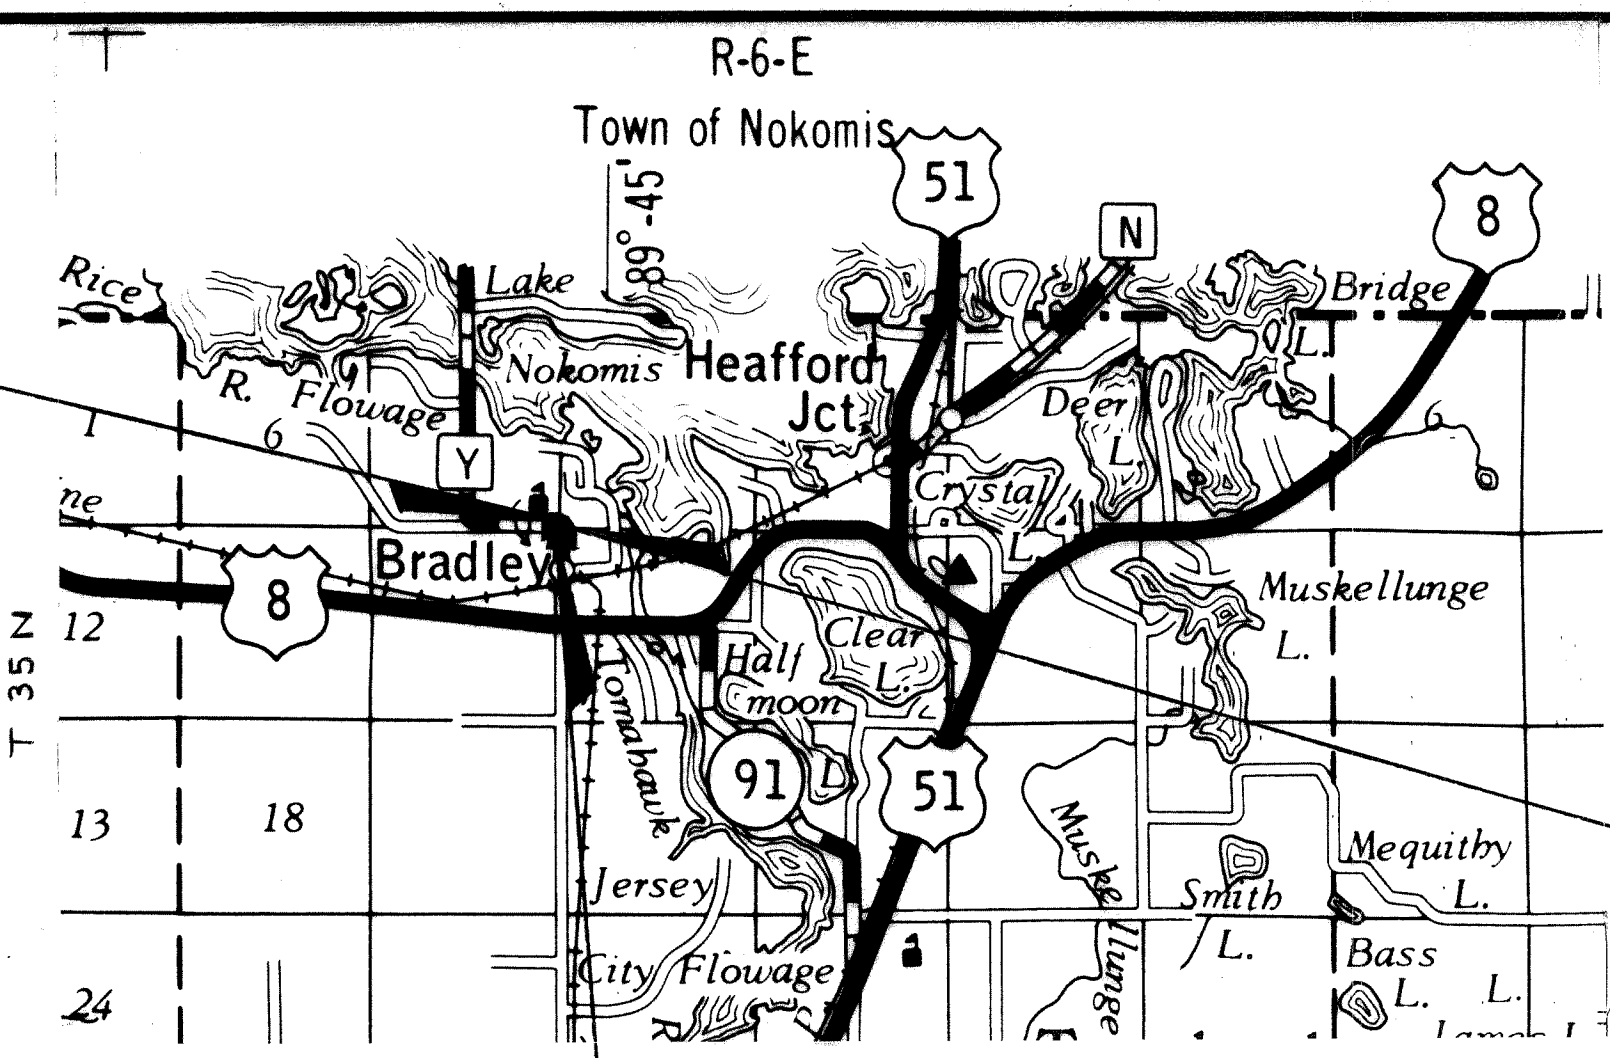 R-6-E
Town of Nokomis
51
89° -45'
N
8
Rice
Lake
Bridge
L.
Nokomis
Heafford
Jct.
R. Flowage
Deer
L.
1
6
6
Y
Crystal
L.
ne
Bradley
8
Muskellunge
L.
T 35 N
12
Clear
L.
Half
moon
L.
Tomahawk
91
51
Muskellunge
13
18
Mequithy
L.
Jersey
Smith
L.
City Flowage
Bass
L.
L.
24
R
James L